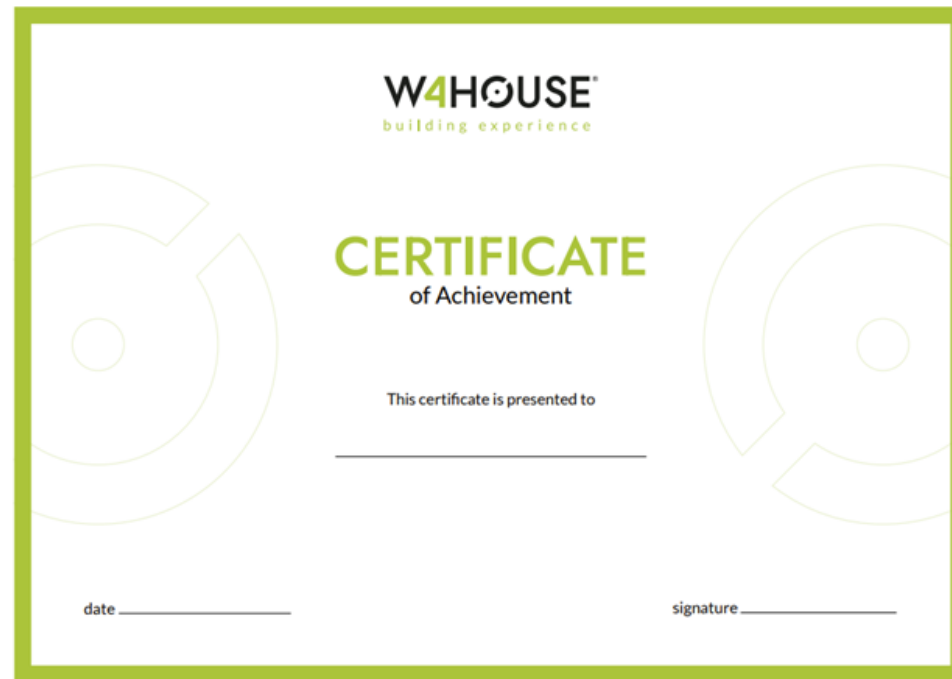 W4HOUSE®
building experience
CERTIFICATE
of Achievement
This certificate is presented to
date
signature